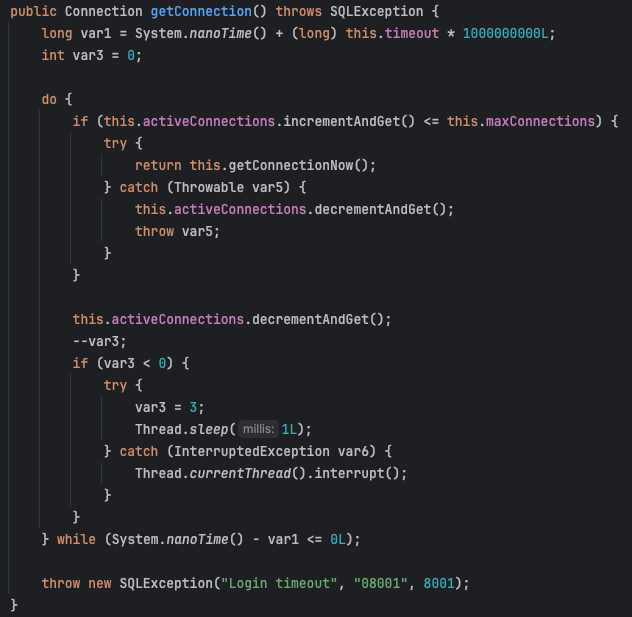 public Connection getConnection() throws SQLException {
    long var1 = System.nanoTime() + (long) this.timeout * 1000000000L;
    int var3 = 0;

    do {
        if (this.activeConnections.incrementAndGet() <= this.maxConnections) {
            try {
                return this.getConnectionNow();
            } catch (Throwable var5) {
                this.activeConnections.decrementAndGet();
                throw var5;
            }
        }

        this.activeConnections.decrementAndGet();
        --var3;
        if (var3 < 0) {
            try {
                var3 = 3;
                Thread.sleep( millis: 1L);
            } catch (InterruptedException var6) {
                Thread.currentThread().interrupt();
            }
        }
    } while (System.nanoTime() - var1 <= 0L);

    throw new SQLException("Login timeout", "08001", 8001);
}